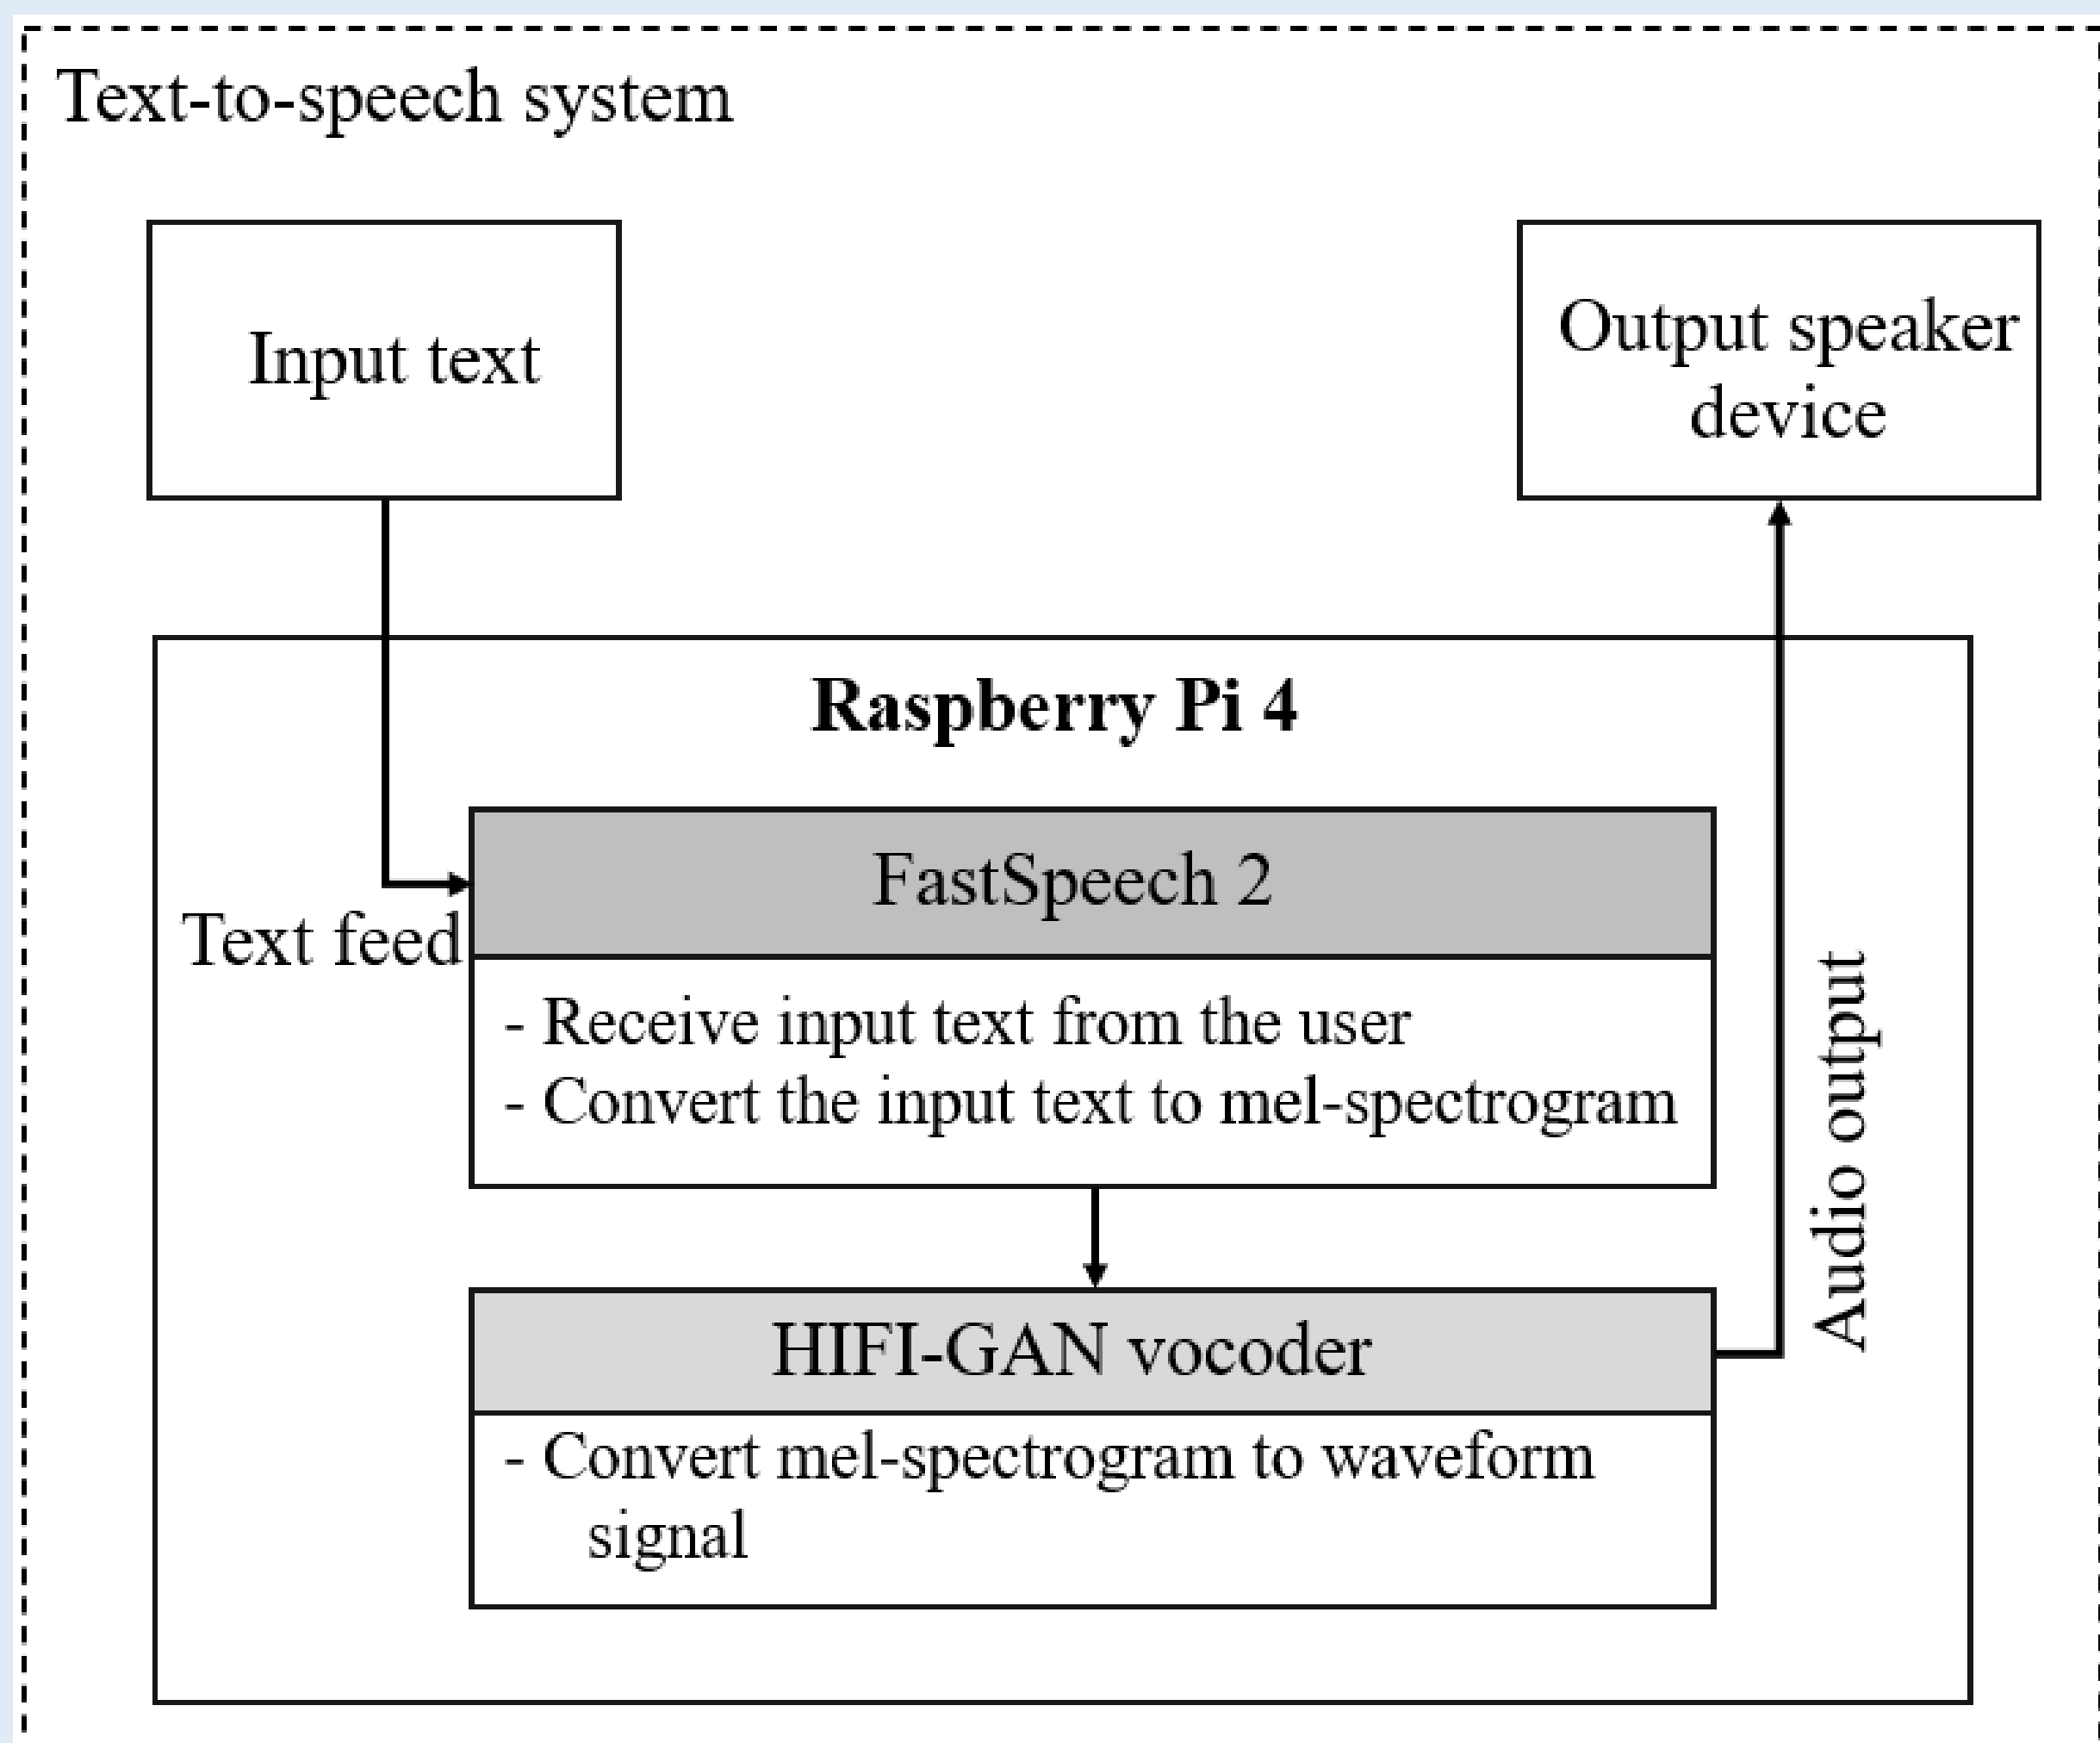 Text-to-speech system
Input text
Output speaker
device
Raspberry Pi 4
FastSpeech 2
Text feed
- Receive input text from the user
- Convert the input text to mel-spectrogram
Audio output
HIFI-GAN vocoder
- Convert mel-spectrogram to waveform
signal